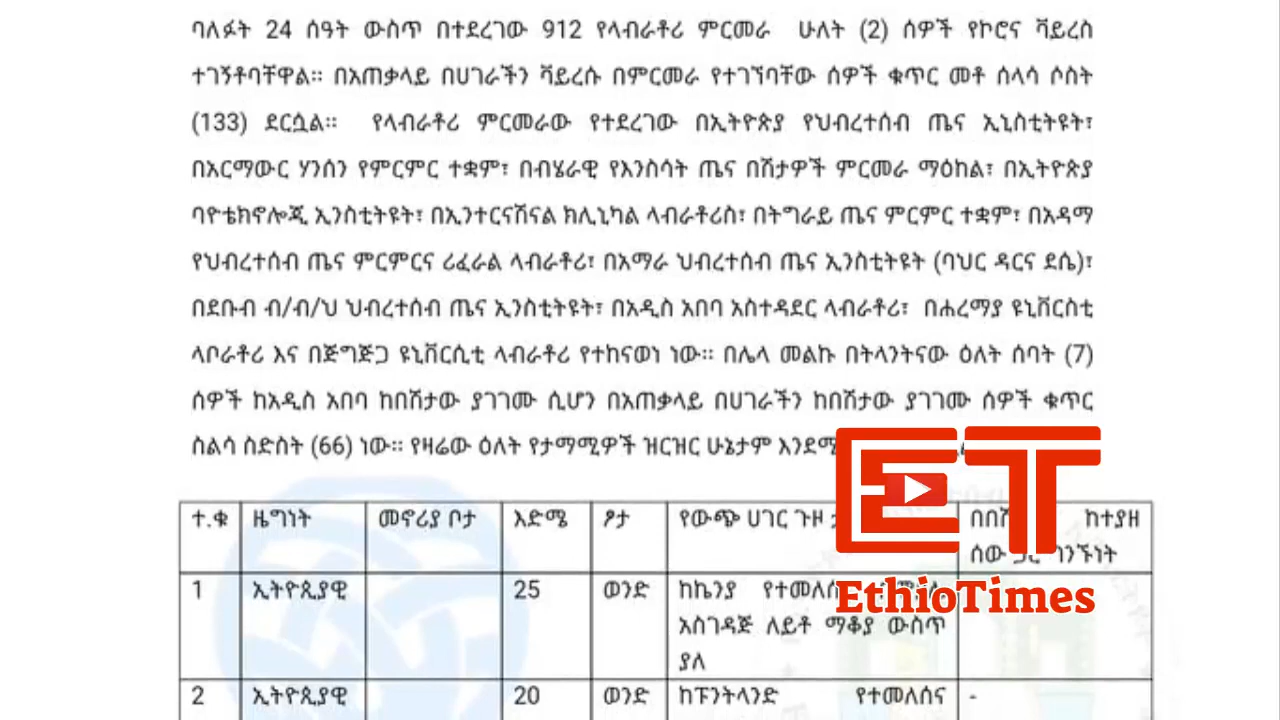 ባለፉት 24 ሰዓት ውስጥ በተደረገው 912 የላብራቶሪ ምርመራ ሁለት (2) ሰዎች የኮሮና ቫይረስ
ተገኝቶባቸዋል። በአጠቃላይ በሀገራችን ቫይረሱ በምርመራ የተገኘባቸው ሰዎች ቁጥር መቶ ሰላሳ ሶስት
(133) ደርሷል። የላብራቶሪ ምርመራው የተደረገው በኢትዮጵያ የህብረተሰብ ጤና ኢኒስቲትዩት፣
በአርማውር ሃንሰን የምርምር ተቋም፣ በብሄራዊ የእንስሳት ጤና በሽታዎች ምርመራ ማዕከል፣ በኢትዮጵያ
ባዮቴክኖሎጂ ኢንስቲትዩት፣ በኢንተርናሽናል ክሊኒካል ላብራቶሪስ፣ በትግራይ ጤና ምርምር ተቋም፣ በአዳማ
የህብረተሰብ ጤና ምርምርና ሪፈራል ላብራቶሪ፣ በአማራ ህብረተሰብ ጤና ኢንስቲትዩት (ባህር ዳርና ደሴ)፣
በደቡብ ብ/ብ/ህ ህብረተሰብ ጤና ኢንስቲትዩት፣ በአዲስ አበባ አስተዳደር ላብራቶሪ፣ በሐረማያ ዩኒቨርስቲ
ላቦራቶሪ እና በጅግጅጋ ዩኒቨርሲቲ ላብራቶሪ የተከናወነ ነው። በሌላ መልኩ በትላንትናው ዕለት ሰባት (7)
ሰዎች ከአዲስ አበባ ከበሽታው ያገገሙ ሲሆን በአጠቃላይ በሀገራችን ከበሽታው ያገገሙ ሰዎች ቁጥር
ስልሳ ስድስት (66) ነው። የዛሬው ዕለት የታማሚዎች ዝርዝር ሁኔታም
ET
ተ.ቁ ዜግነት መኖሪያ ቦታ እድሜ ፆታ የውጭ ሀገር ጉዞ ከተያዘ
ሰው
EthioTimes
1 ኢትዮጲያዊ 25 ወንድ ከኬንያ
አስገዳጅ ለይቶ ማቆያ ውስጥ
ያለ
2 ኢትዮጲያዊ 20 ወንድ ከፑንትላንድ የተመለሰና -